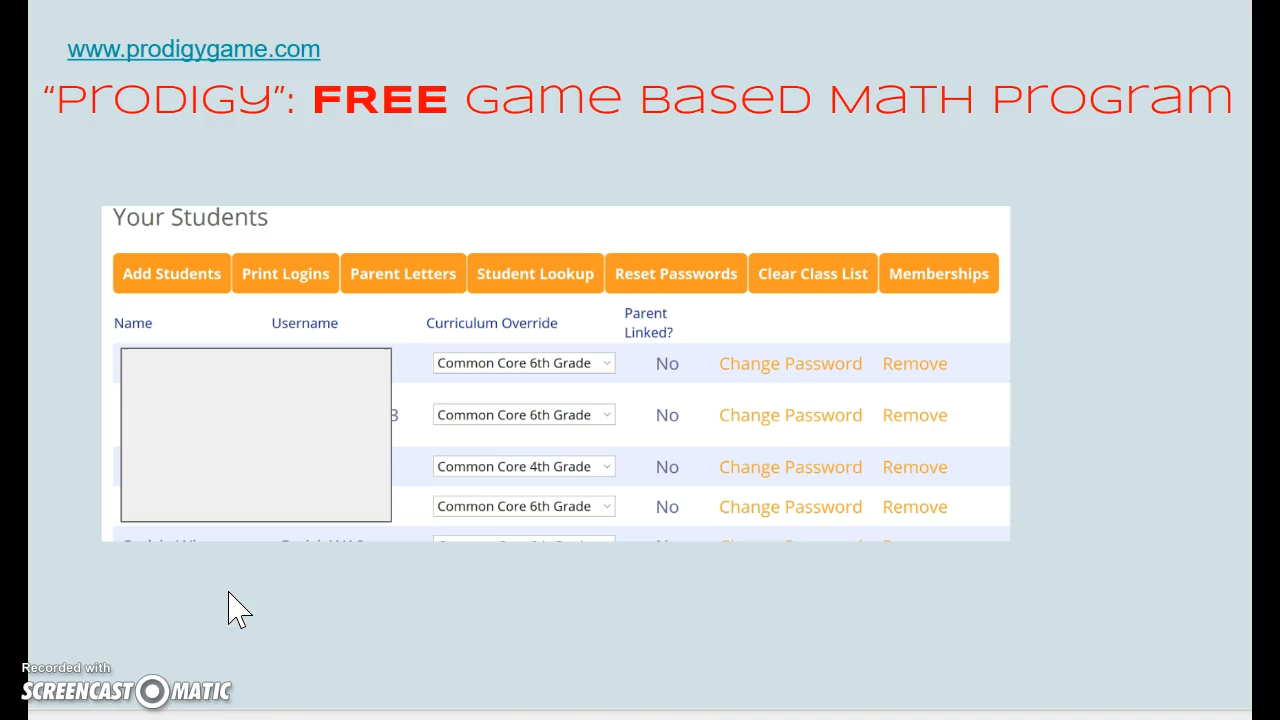 www.prodigygame.com
“Prodigy”: FREE Game Based Math Program
Your Students
Add Students Print Logins Parent Letters Student Lookup Reset Passwords Clear Class List Memberships
Name Username Curriculum Override Parent Linked?
Common Core 6th Grade No Change Password Remove
8 Common Core 6th Grade No Change Password Remove
Common Core 4th Grade No Change Password Remove
Common Core 6th Grade No Change Password Remove
Recorded with
SCREENCAST MATIC